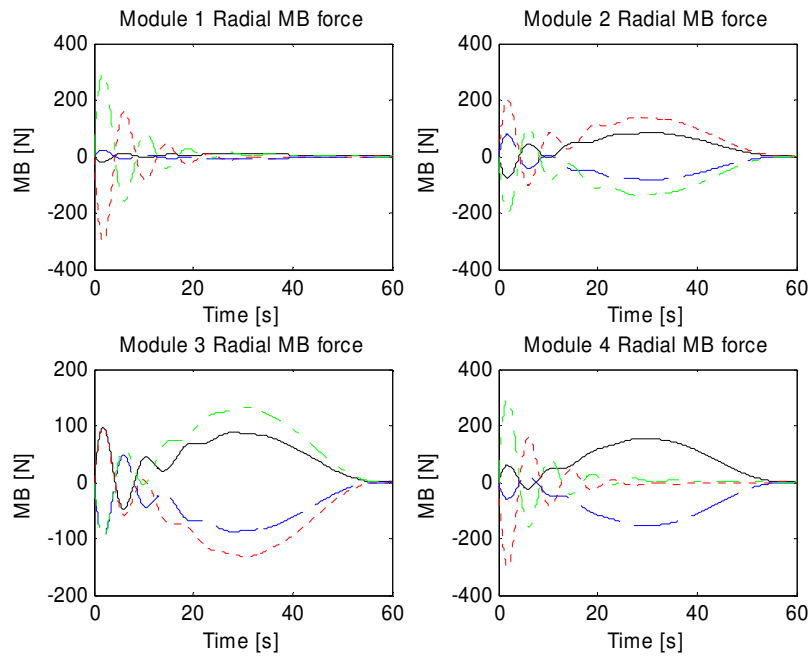 Module 1 Radial MB force
400
200
0
-200
-400
MB [N]
0 20 40 60
Time [s]
Module 2 Radial MB force
400
200
0
-200
-400
MB [N]
0 20 40 60
Time [s]
Module 3 Radial MB force
200
100
0
-100
-200
MB [N]
0 20 40 60
Time [s]
Module 4 Radial MB force
400
200
0
-200
-400
MB [N]
0 20 40 60
Time [s]